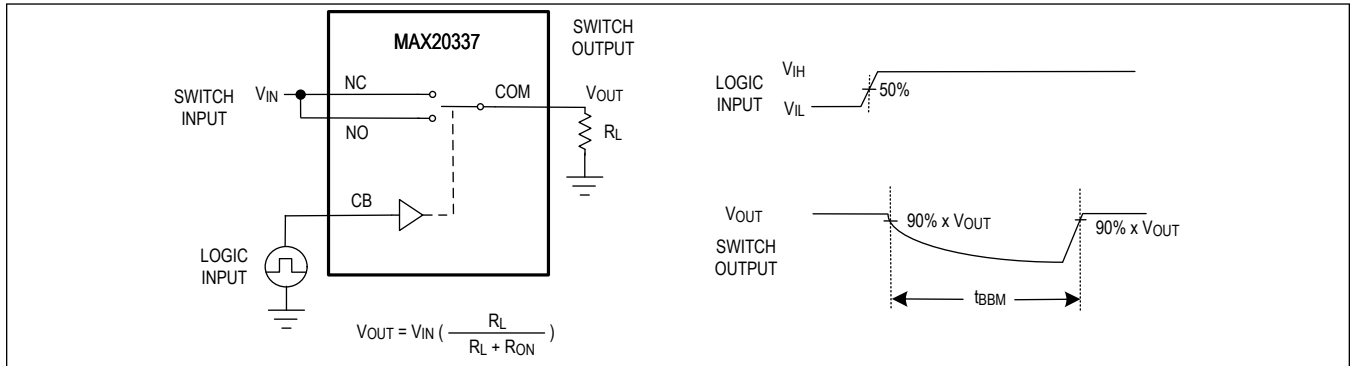 MAX20337
SWITCH
OUTPUT
SWITCH
INPUT
VIN
NC
NO
COM
VOUT
RL
CB
LOGIC
INPUT
VOUT = VIN ( RL / RL + RON )
LOGIC
INPUT
VIH
VIL
50%
VOUT
SWITCH
OUTPUT
90% x VOUT
90% x VOUT
tBBM